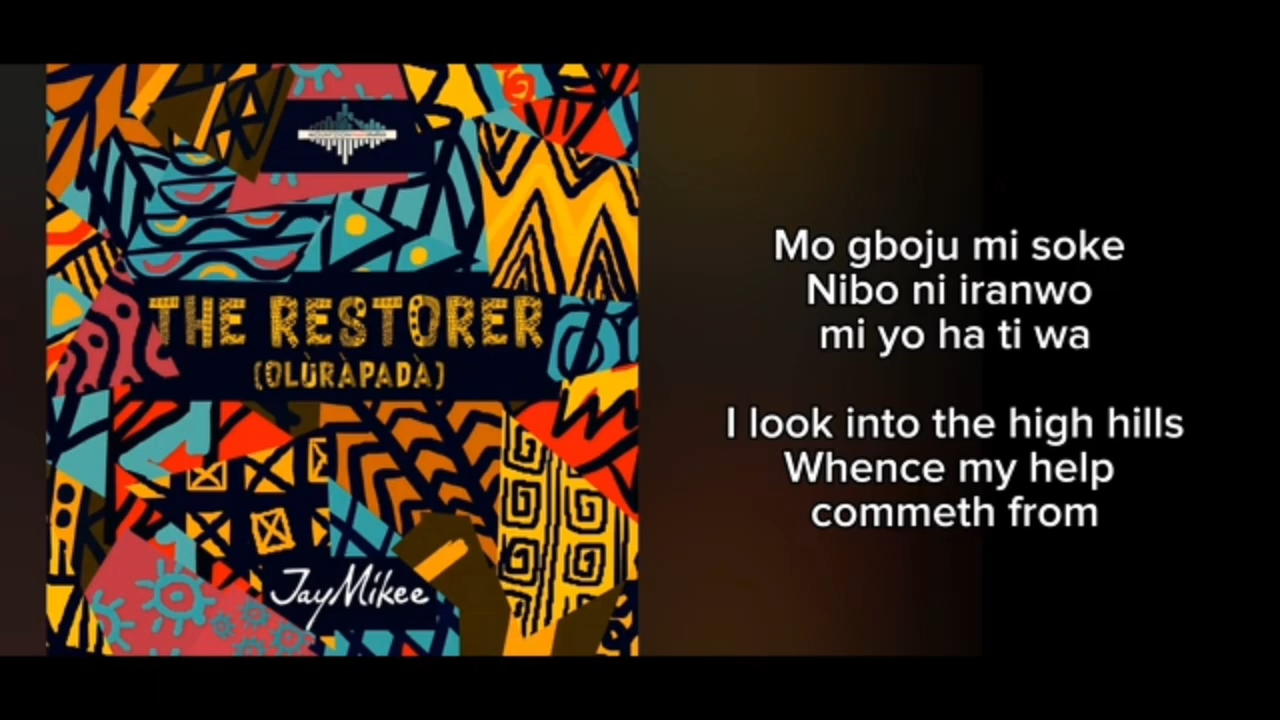 THE RESTORER
(OLÙRÀPADÀ)
JayMikee
Mo gboju mi soke
Nibo ni iranwo
mi yo ha ti wa
I look into the high hills
Whence my help
commeth from